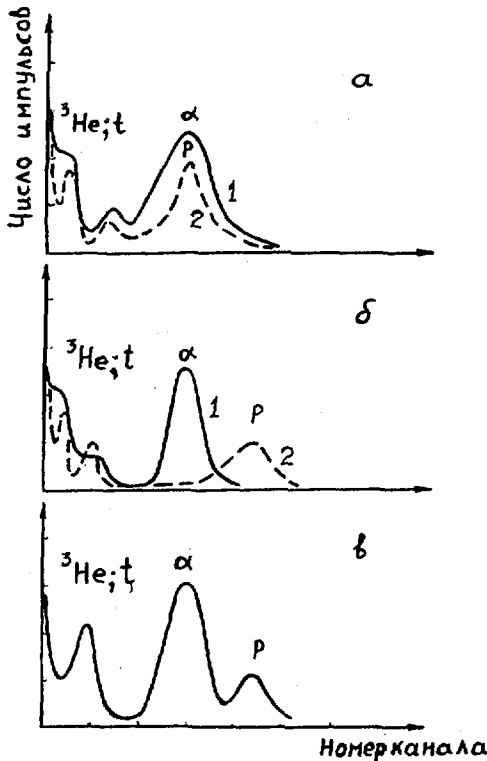 Число импульсов
а
³He;t
α
p
1
2
б
³He;t
α
1
p
2
в
³He;t
α
p
Номер канала